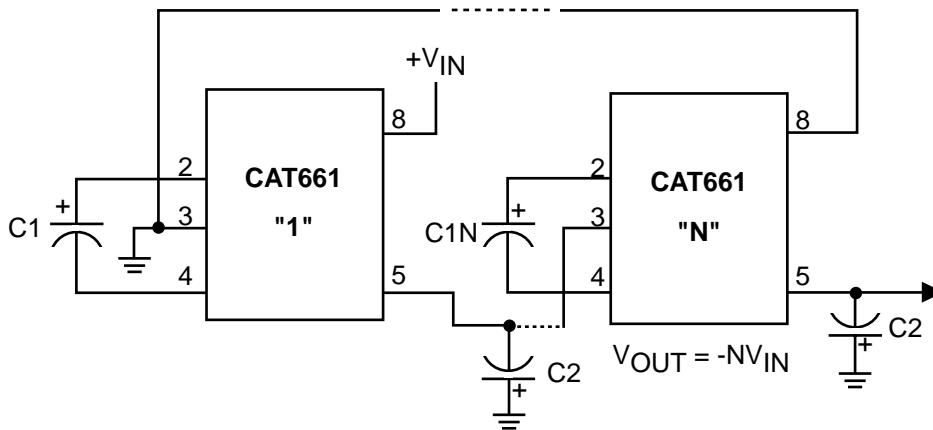 +VIN
8
8
2
CAT661
2
CAT661
+
"1"
+
3
"N"
C1
3
C1N
4
5
4
5
C2
+
VOUT = -NVIN
C2
+